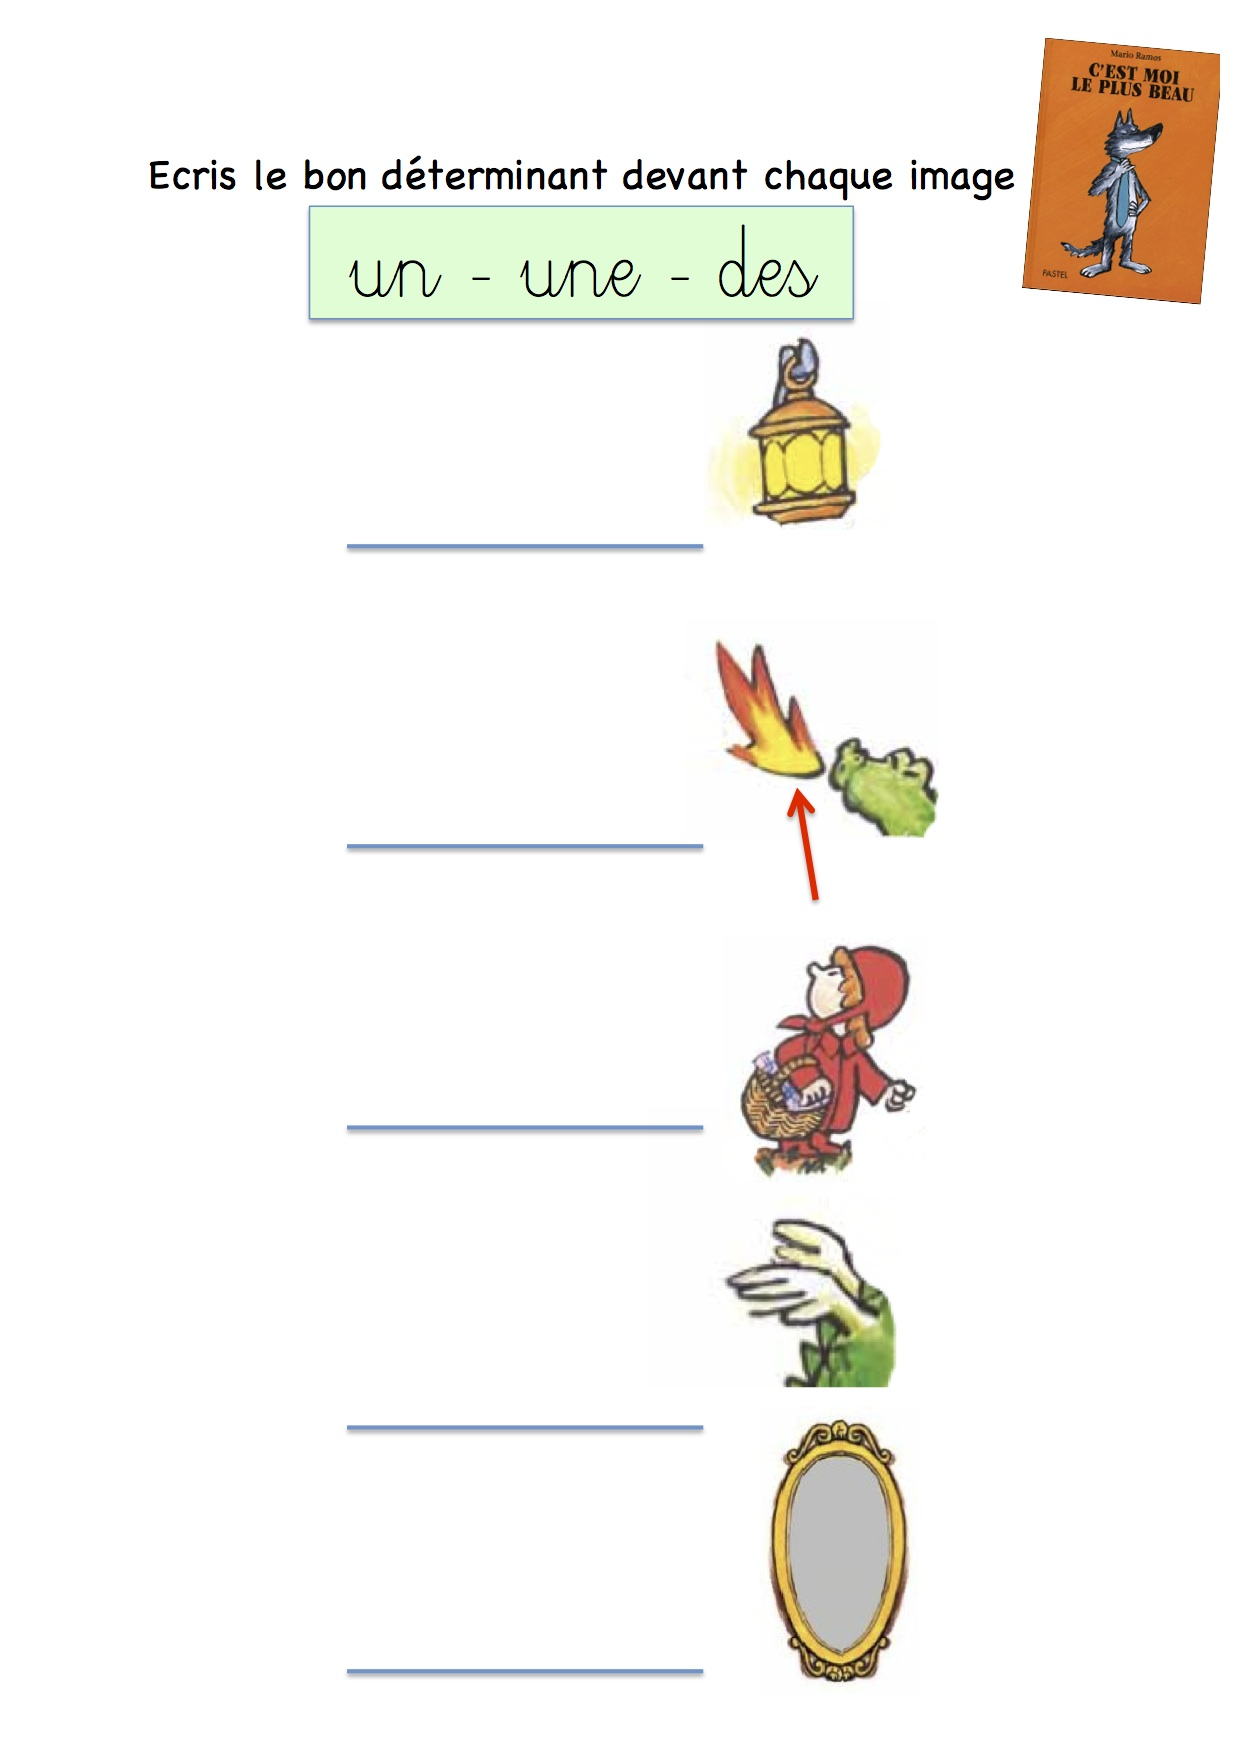 Mario Ramos
C'EST MOI
LE PLUS BEAU
PASTEL
Ecris le bon déterminant devant chaque image
un - une - des